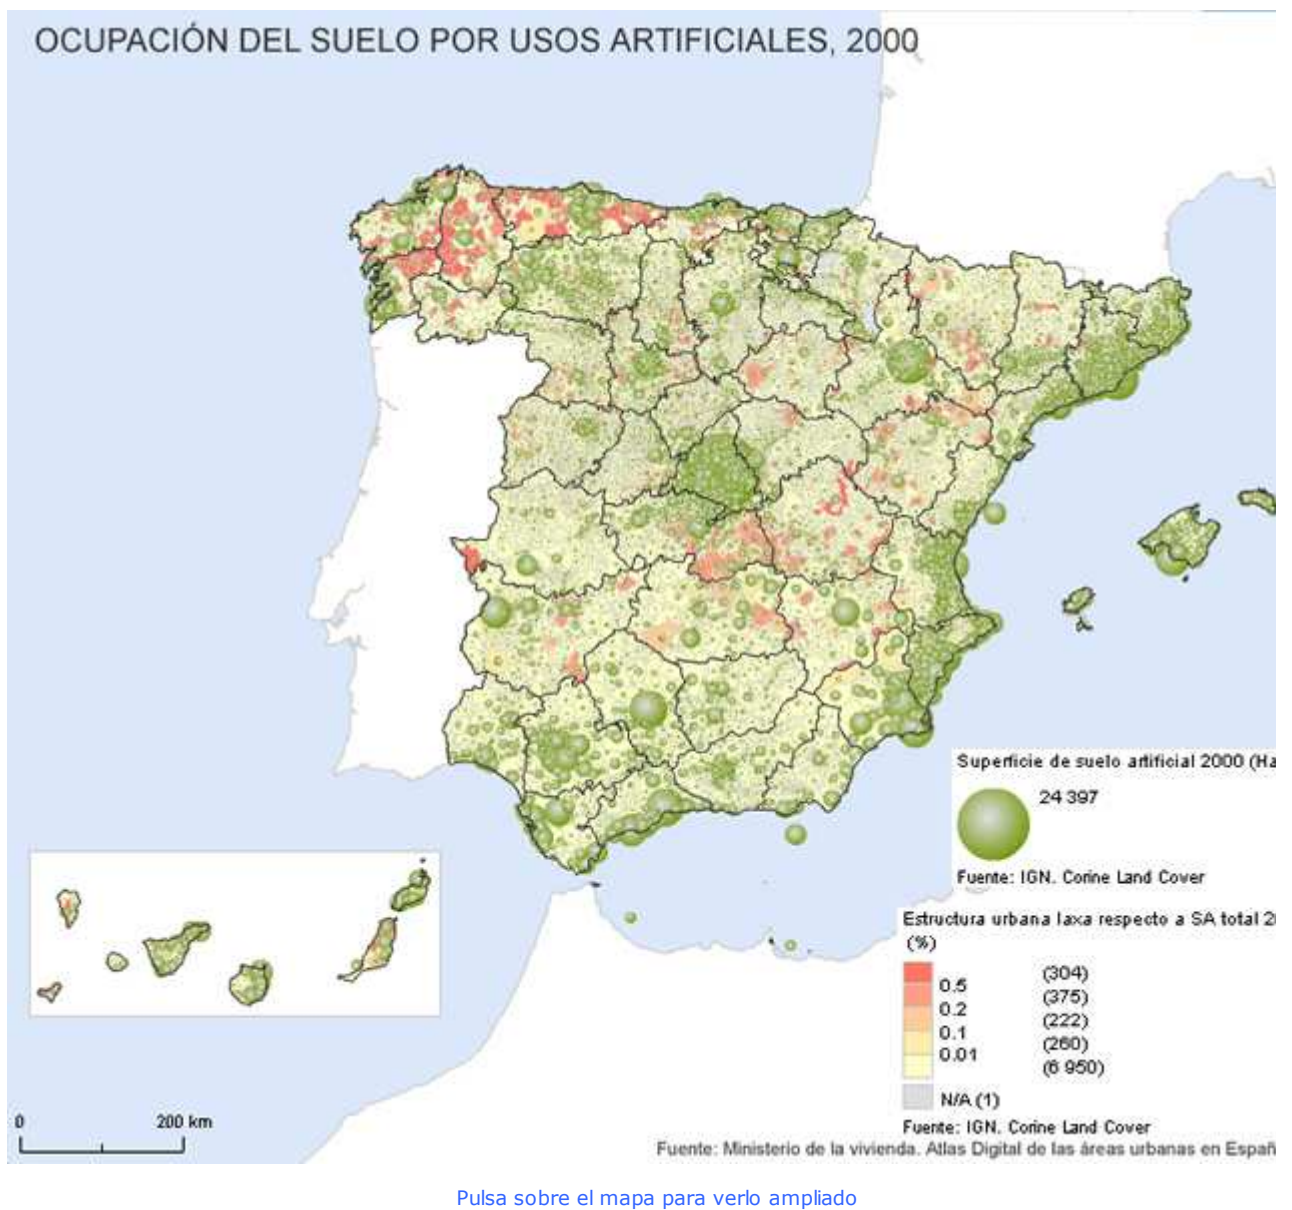 OCUPACIÓN DEL SUELO POR USOS ARTIFICIALES, 2000
Superficie de suelo artificial 2000 (Ha
24 397
Fuente: IGN. Corine Land Cover
Estructura urbana laxa respecto a SA total 2
(%)
(304)
0.5
(375)
0.2
(222)
0.1
(260)
0.01
(6 950)
N/A (1)
Fuente: IGN. Corine Land Cover
0 200 km
Fuente: Ministerio de la vivienda. Atlas Digital de las áreas urbanas en Españ
Pulsa sobre el mapa para verlo ampliado